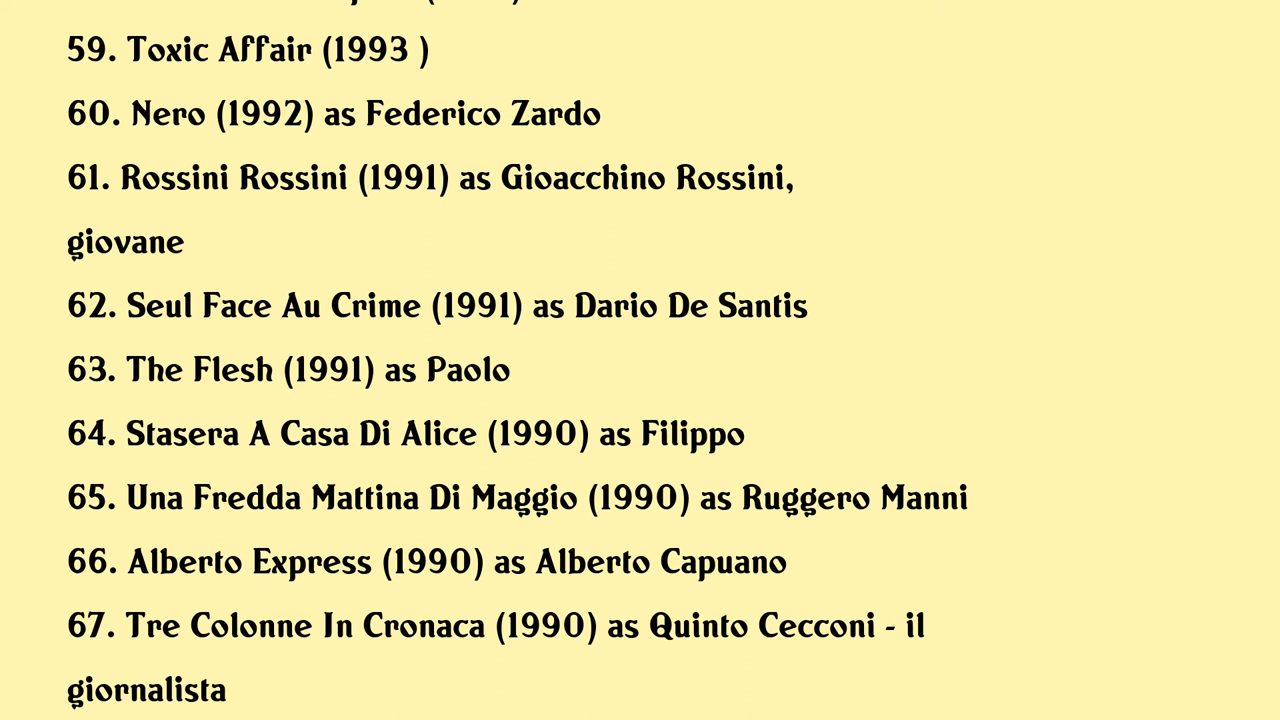 59. Toxic Affair (1993 )
60. Nero (1992) as Federico Zardo
61. Rossini Rossini (1991) as Gioacchino Rossini,
giovane
62. Seul Face Au Crime (1991) as Dario De Santis
63. The Flesh (1991) as Paolo
64. Stasera A Casa Di Alice (1990) as Filippo
65. Una Fredda Mattina Di Maggio (1990) as Ruggero Manni
66. Alberto Express (1990) as Alberto Capuano
67. Tre Colonne In Cronaca (1990) as Quinto Cecconi - il
giornalista